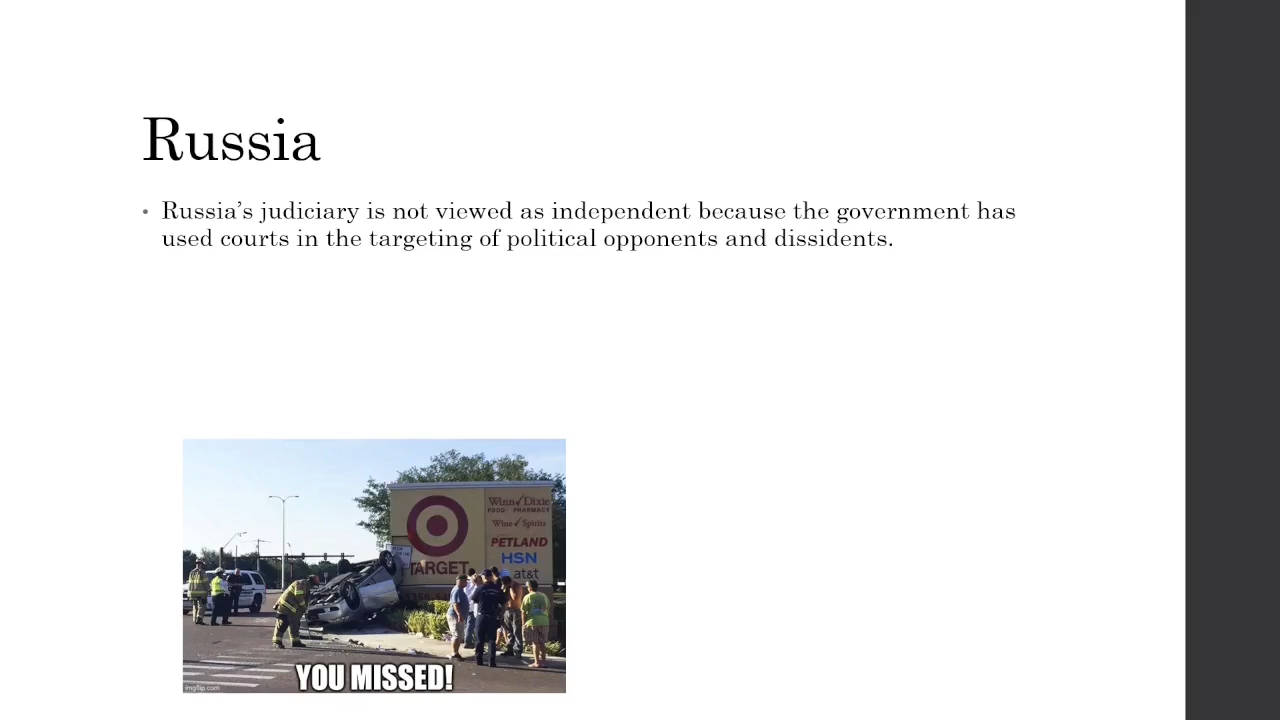 Russia
• Russia’s judiciary is not viewed as independent because the government has
used courts in the targeting of political opponents and dissidents.
Winn✓Dixie
FOOD PHARMACY
Wine✓Spirits
PETLAND
HSN
TARGET
at&t
YOU MISSED!
imgflip.com